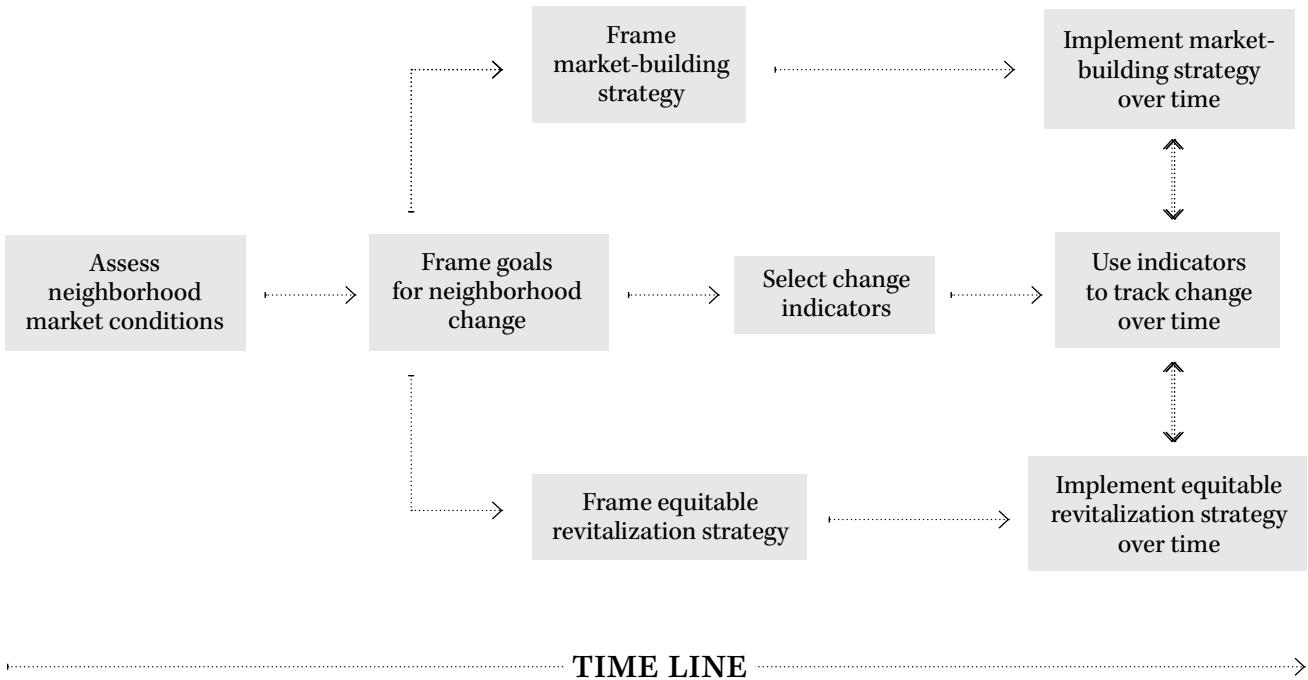 Frame
market-building
strategy
Implement market-
building strategy
over time
Assess
neighborhood
market conditions
Frame goals
for neighborhood
change
Select change
indicators
Use indicators
to track change
over time
Frame equitable
revitalization strategy
Implement equitable
revitalization strategy
over time
TIME LINE